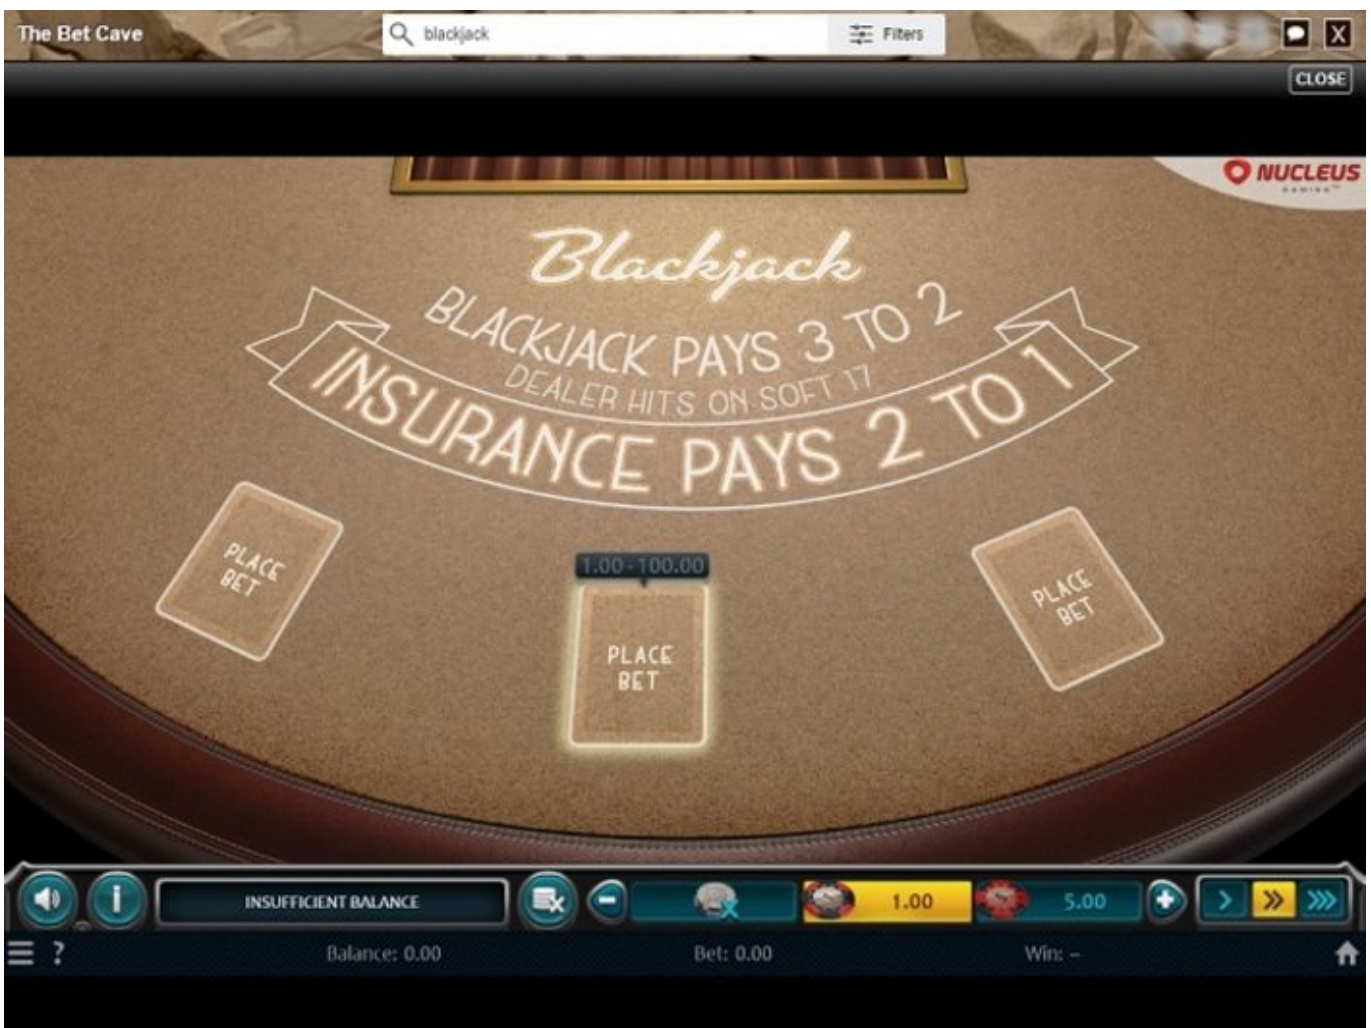 The Bet Cave
blackjack
Filters
X
CLOSE
NUCLEUS
GAMING™
Blackjack
BLACKJACK PAYS 3 TO 2
DEALER HITS ON SOFT 17
INSURANCE PAYS 2 TO 1
PLACE
BET
1.00 - 100.00
PLACE
BET
PLACE
BET
INSUFFICIENT BALANCE
1.00
5.00
?
Balance: 0.00
Bet: 0.00
Win: –